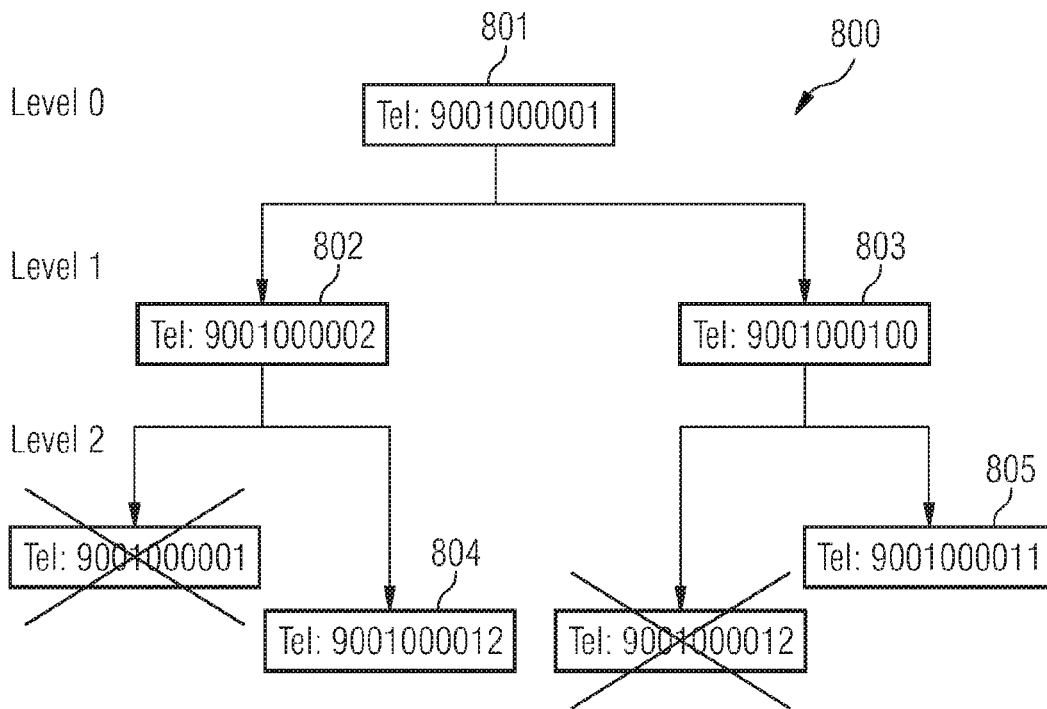 801
800
Level 0
Tel: 9001000001
Level 1
802
803
Tel: 9001000002
Tel: 9001000100
Level 2
805
Tel: 9001000001
804
Tel: 9001000011
Tel: 9001000012
Tel: 9001000012